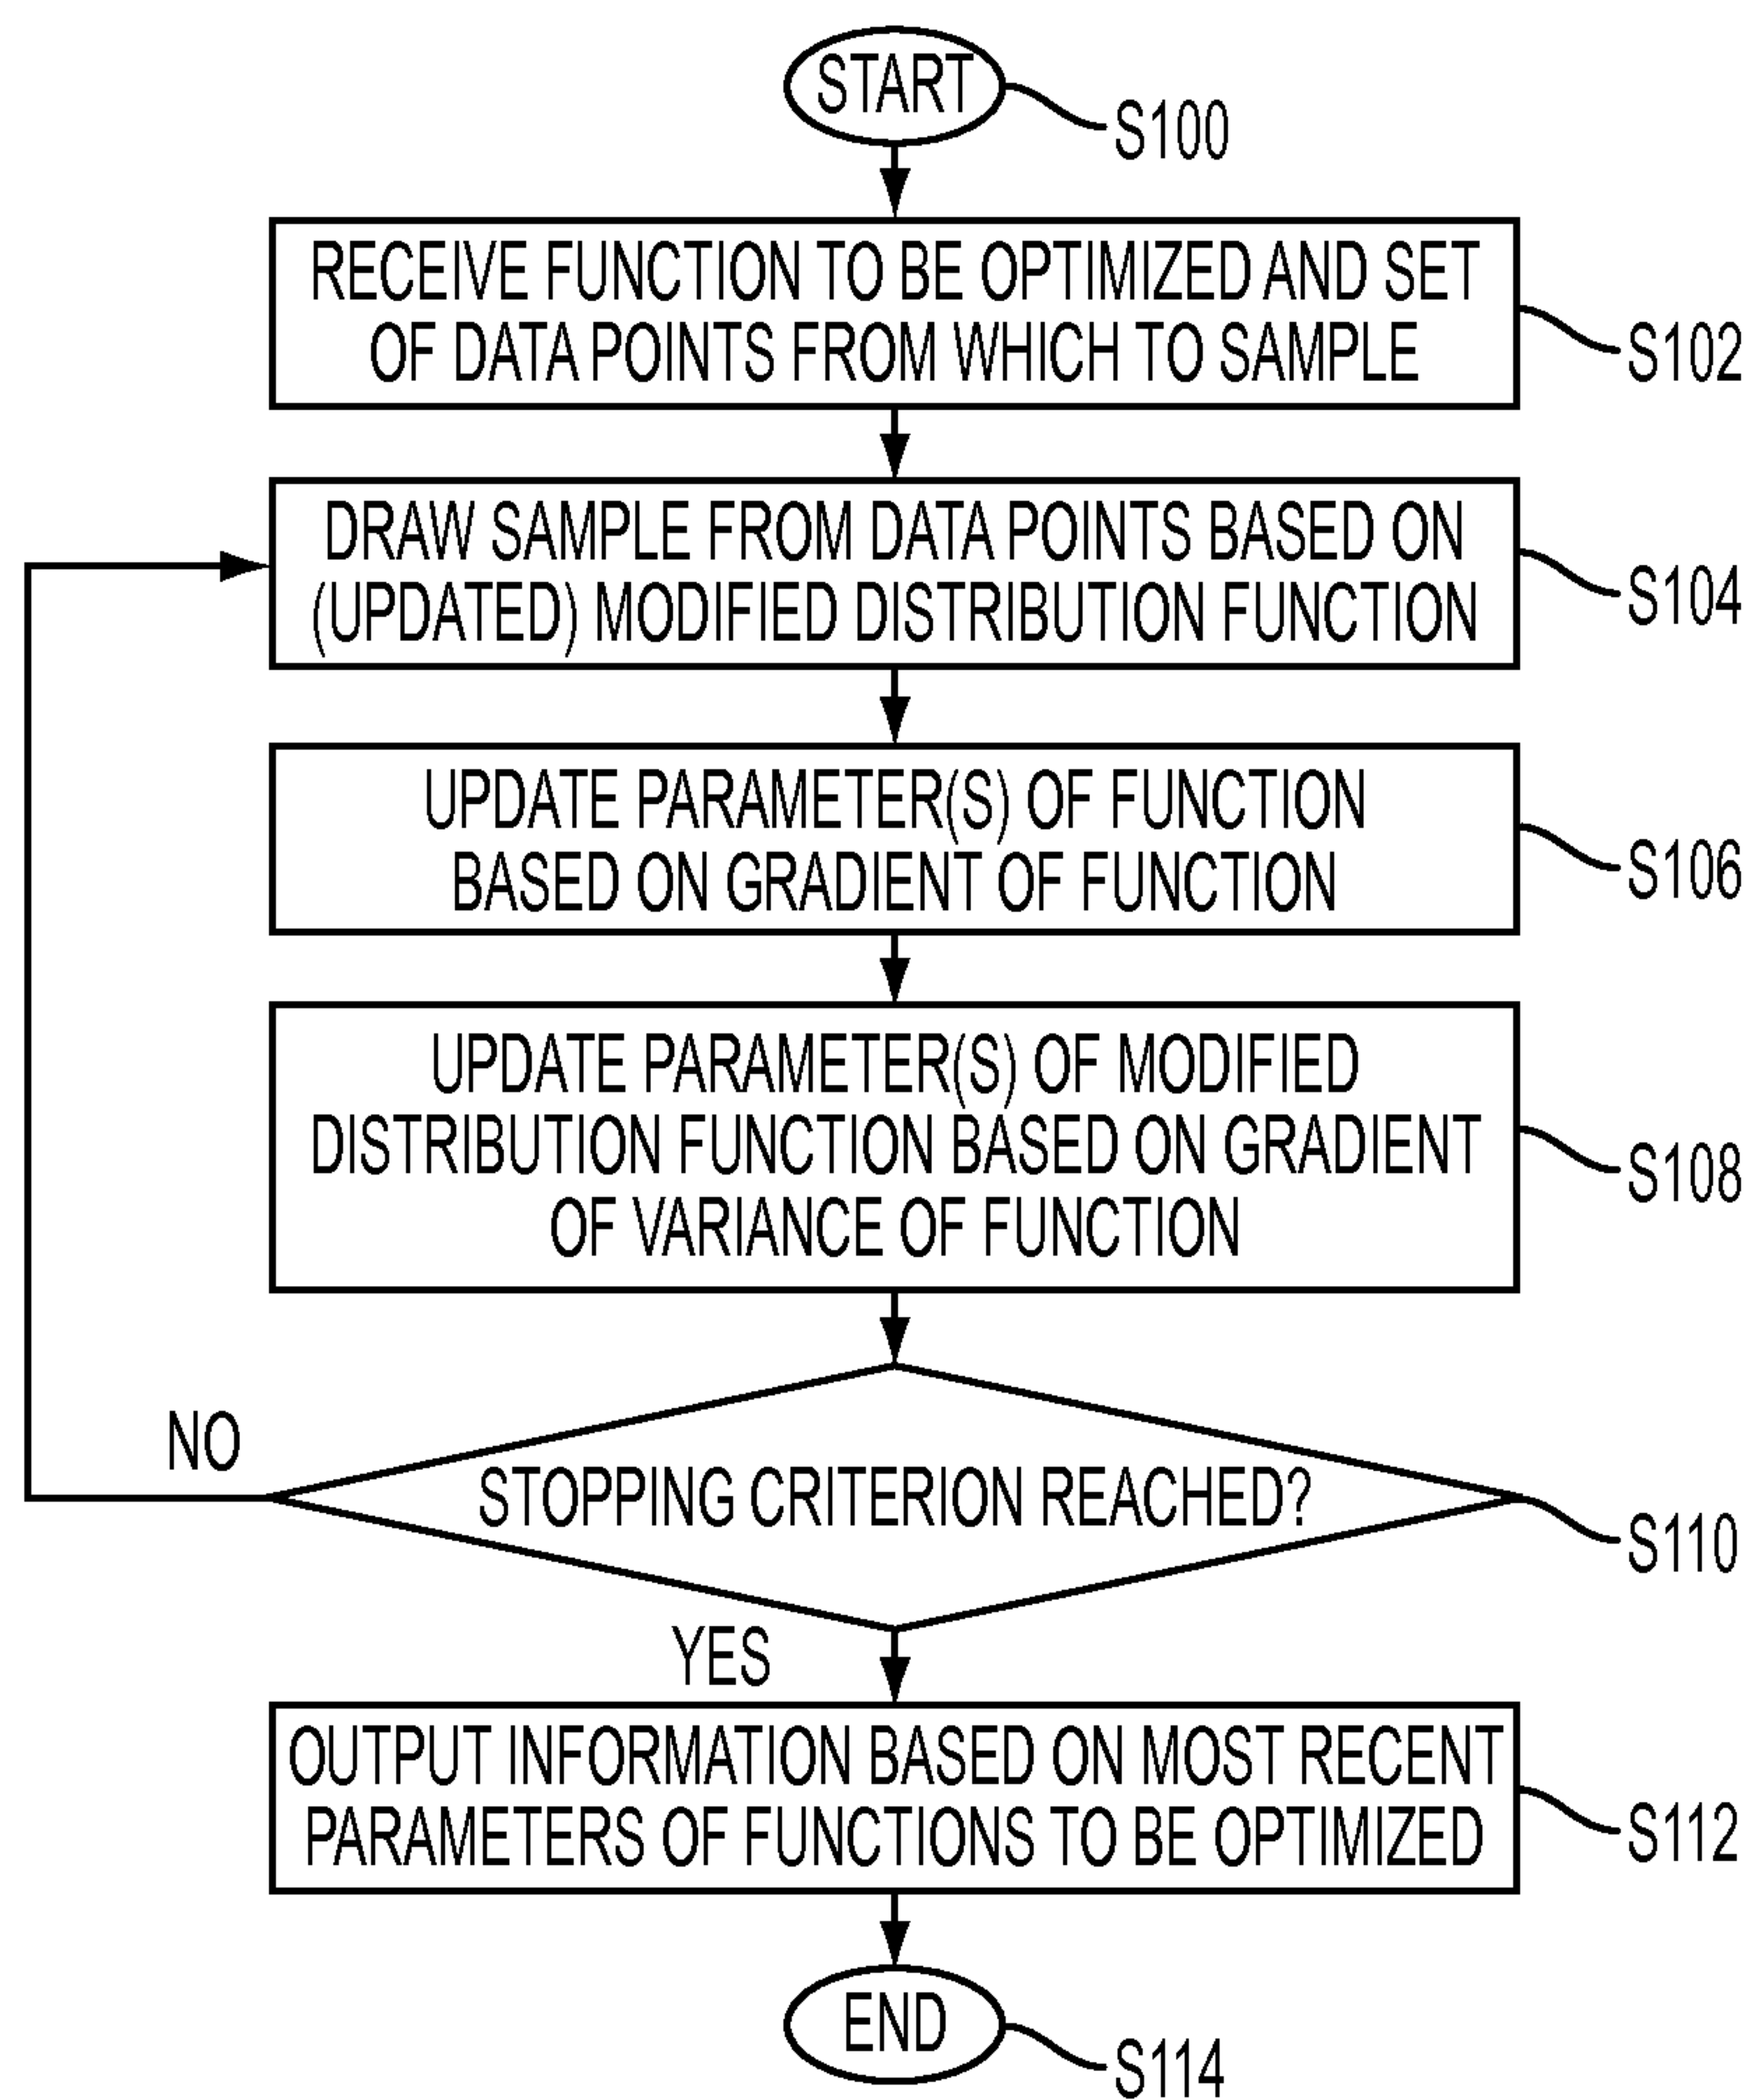 START
S100
RECEIVE FUNCTION TO BE OPTIMIZED AND SET
OF DATA POINTS FROM WHICH TO SAMPLE
S102
DRAW SAMPLE FROM DATA POINTS BASED ON
(UPDATED) MODIFIED DISTRIBUTION FUNCTION
S104
UPDATE PARAMETER(S) OF FUNCTION
BASED ON GRADIENT OF FUNCTION
S106
UPDATE PARAMETER(S) OF MODIFIED
DISTRIBUTION FUNCTION BASED ON GRADIENT
OF VARIANCE OF FUNCTION
S108
NO
STOPPING CRITERION REACHED?
S110
YES
OUTPUT INFORMATION BASED ON MOST RECENT
PARAMETERS OF FUNCTIONS TO BE OPTIMIZED
S112
END
S114